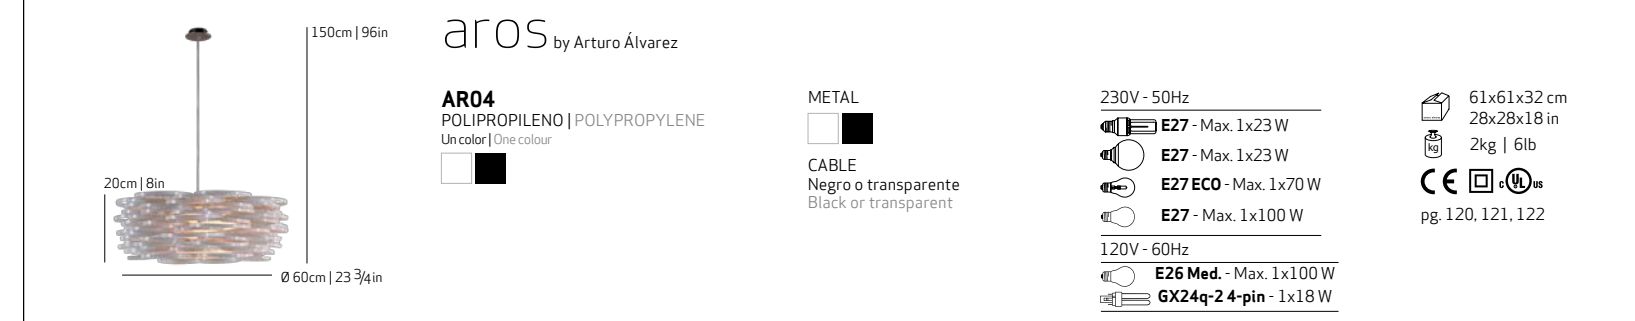 150cm | 96in
20cm | 8in
Ø 60cm | 23 3/4in
aros by Arturo Álvarez
AR04
POLIPROPILENO | POLYPROPYLENE
Un color | One colour
METAL
CABLE
Negro o transparente
Black or transparent
230V - 50Hz
E27 - Max. 1x23 W
E27 - Max. 1x23 W
E27 ECO - Max. 1x70 W
E27 - Max. 1x100 W
120V - 60Hz
E26 Med. - Max. 1x100 W
GX24q-2 4-pin - 1x18 W
61x61x32 cm
28x28x18 in
kg
2kg | 6lb
CE c UL us
pg. 120, 121, 122